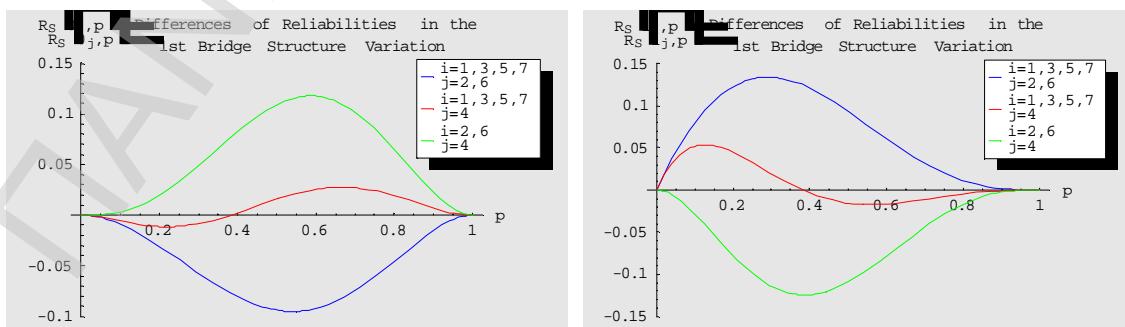 Differences of Reliabilities in the
1st Bridge Structure Variation
R_S ,p
R_S j,p
0.15
0.1
0.05
-0.05
-0.1
0.2 0.4 0.6 0.8 1 p
i=1,3,5,7
j=2,6
i=1,3,5,7
j=4
i=2,6
j=4
Differences of Reliabilities in the
1st Bridge Structure Variation
R_S ,p
R_S j,p
0.15
0.1
0.05
-0.05
-0.1
-0.15
0.2 0.4 0.6 0.8 1 p
i=1,3,5,7
j=2,6
i=1,3,5,7
j=4
i=2,6
j=4